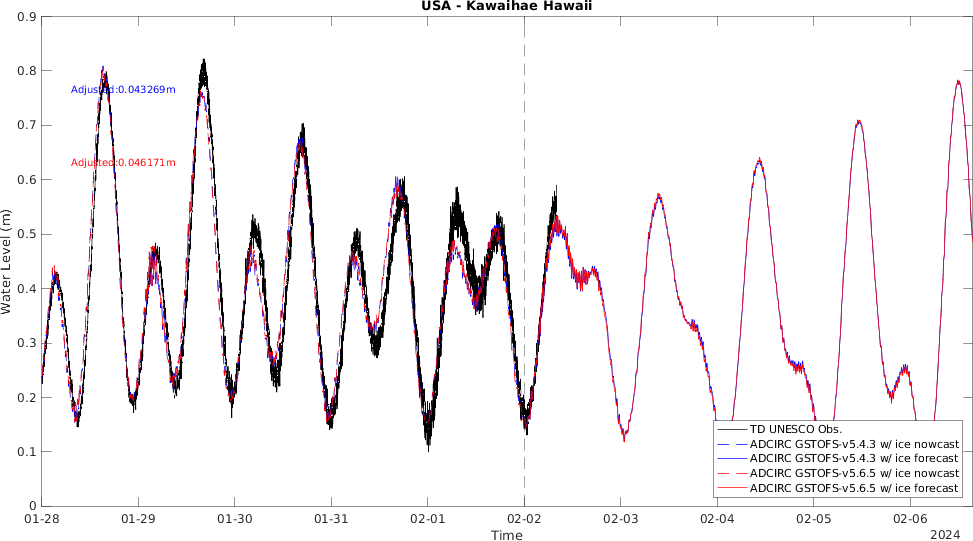 USA - Kawaihae Hawaii
0.9
0.8
0.7
0.6
0.5
0.4
0.3
0.2
0.1
0
Water Level (m)
Adjusted:0.043269m
Adjusted:0.046171m
TD UNESCO Obs.
ADCIRC GSTOFS-v5.4.3 w/ ice nowcast
ADCIRC GSTOFS-v5.4.3 w/ ice forecast
ADCIRC GSTOFS-v5.6.5 w/ ice nowcast
ADCIRC GSTOFS-v5.6.5 w/ ice forecast
01-28 01-29 01-30 01-31 02-01 02-02 02-03 02-04 02-05 02-06
Time
2024